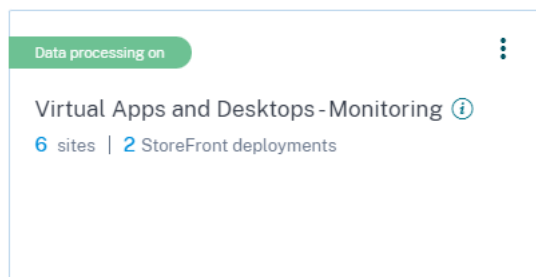 Data processing on
Virtual Apps and Desktops - Monitoring
6 sites | 2 StoreFront deployments